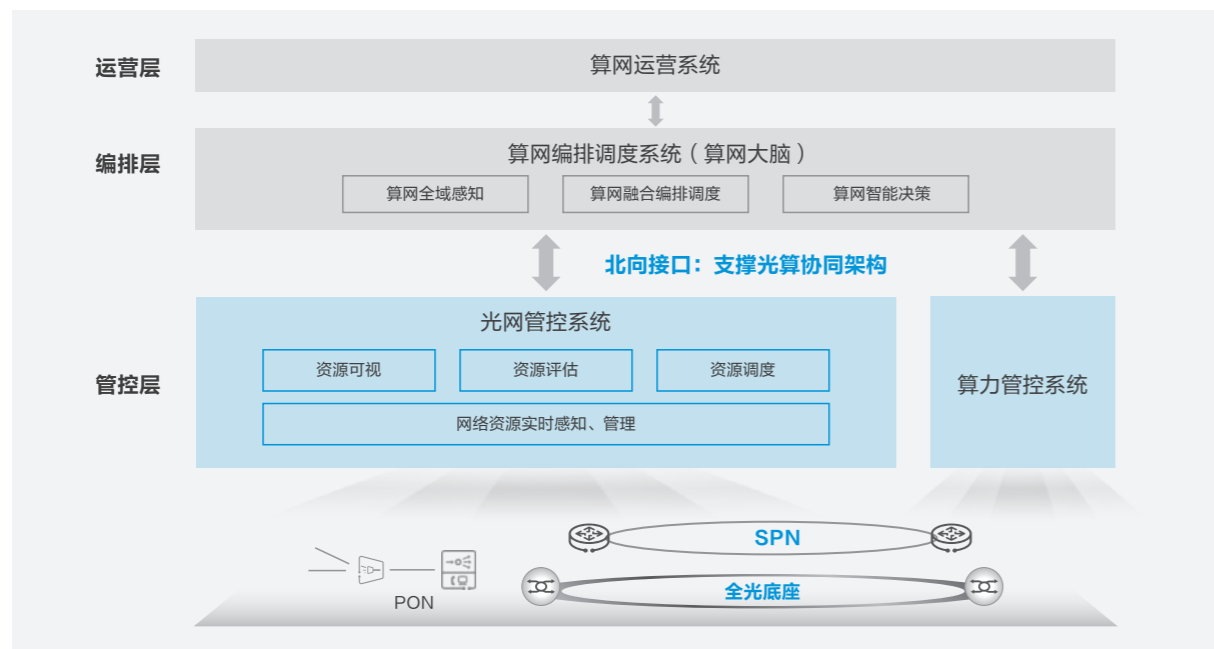 运营层
算网运营系统
编排层
算网编排调度系统（算网大脑）
算网全域感知
算网融合编排调度
算网智能决策
北向接口：支撑光算协同架构
管控层
光网管控系统
资源可视
资源评估
资源调度
网络资源实时感知、管理
算力管控系统
SPN
全光底座
PON